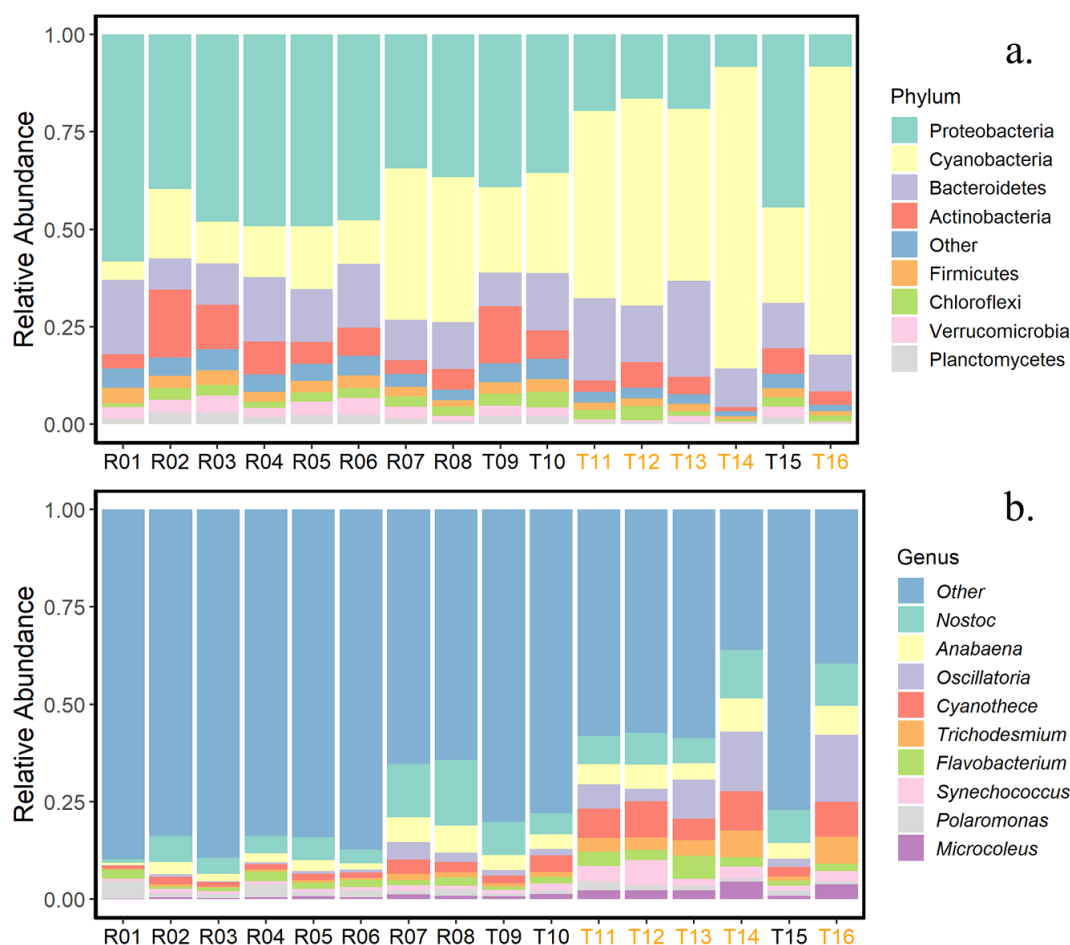 a.
1.00
0.75
0.50
0.25
0.00
Relative Abundance
R01 R02 R03 R04 R05 R06 R07 R08 T09 T10 T11 T12 T13 T14 T15 T16
Phylum
Proteobacteria
Cyanobacteria
Bacteroidetes
Actinobacteria
Other
Firmicutes
Chloroflexi
Verrucomicrobia
Planctomycetes
b.
1.00
0.75
0.50
0.25
0.00
Relative Abundance
R01 R02 R03 R04 R05 R06 R07 R08 T09 T10 T11 T12 T13 T14 T15 T16
Genus
Other
Nostoc
Anabaena
Oscillatoria
Cyanothece
Trichodesmium
Flavobacterium
Synechococcus
Polaromonas
Microcoleus